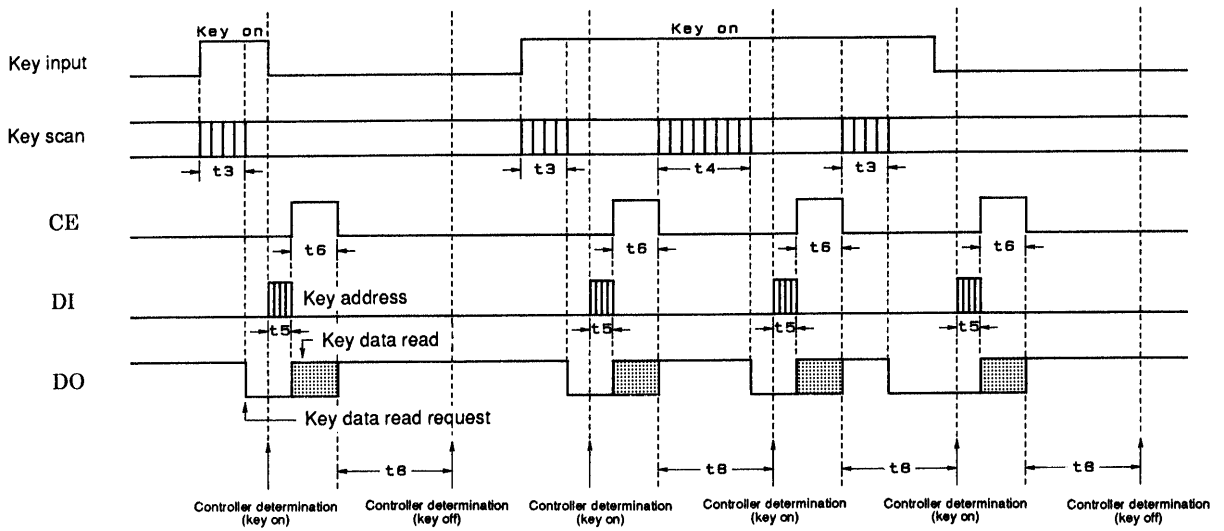 Key on
Key on
Key input
Key scan
t3
t3
t4
t3
CE
t6
t6
t6
t6
DI
Key address
t5
t5
t5
t5
Key data read
DO
Key data read request
t8
t8
t8
t8
Controller determination
(key on)
Controller determination
(key off)
Controller determination
(key on)
Controller determination
(key on)
Controller determination
(key on)
Controller determination
(key off)